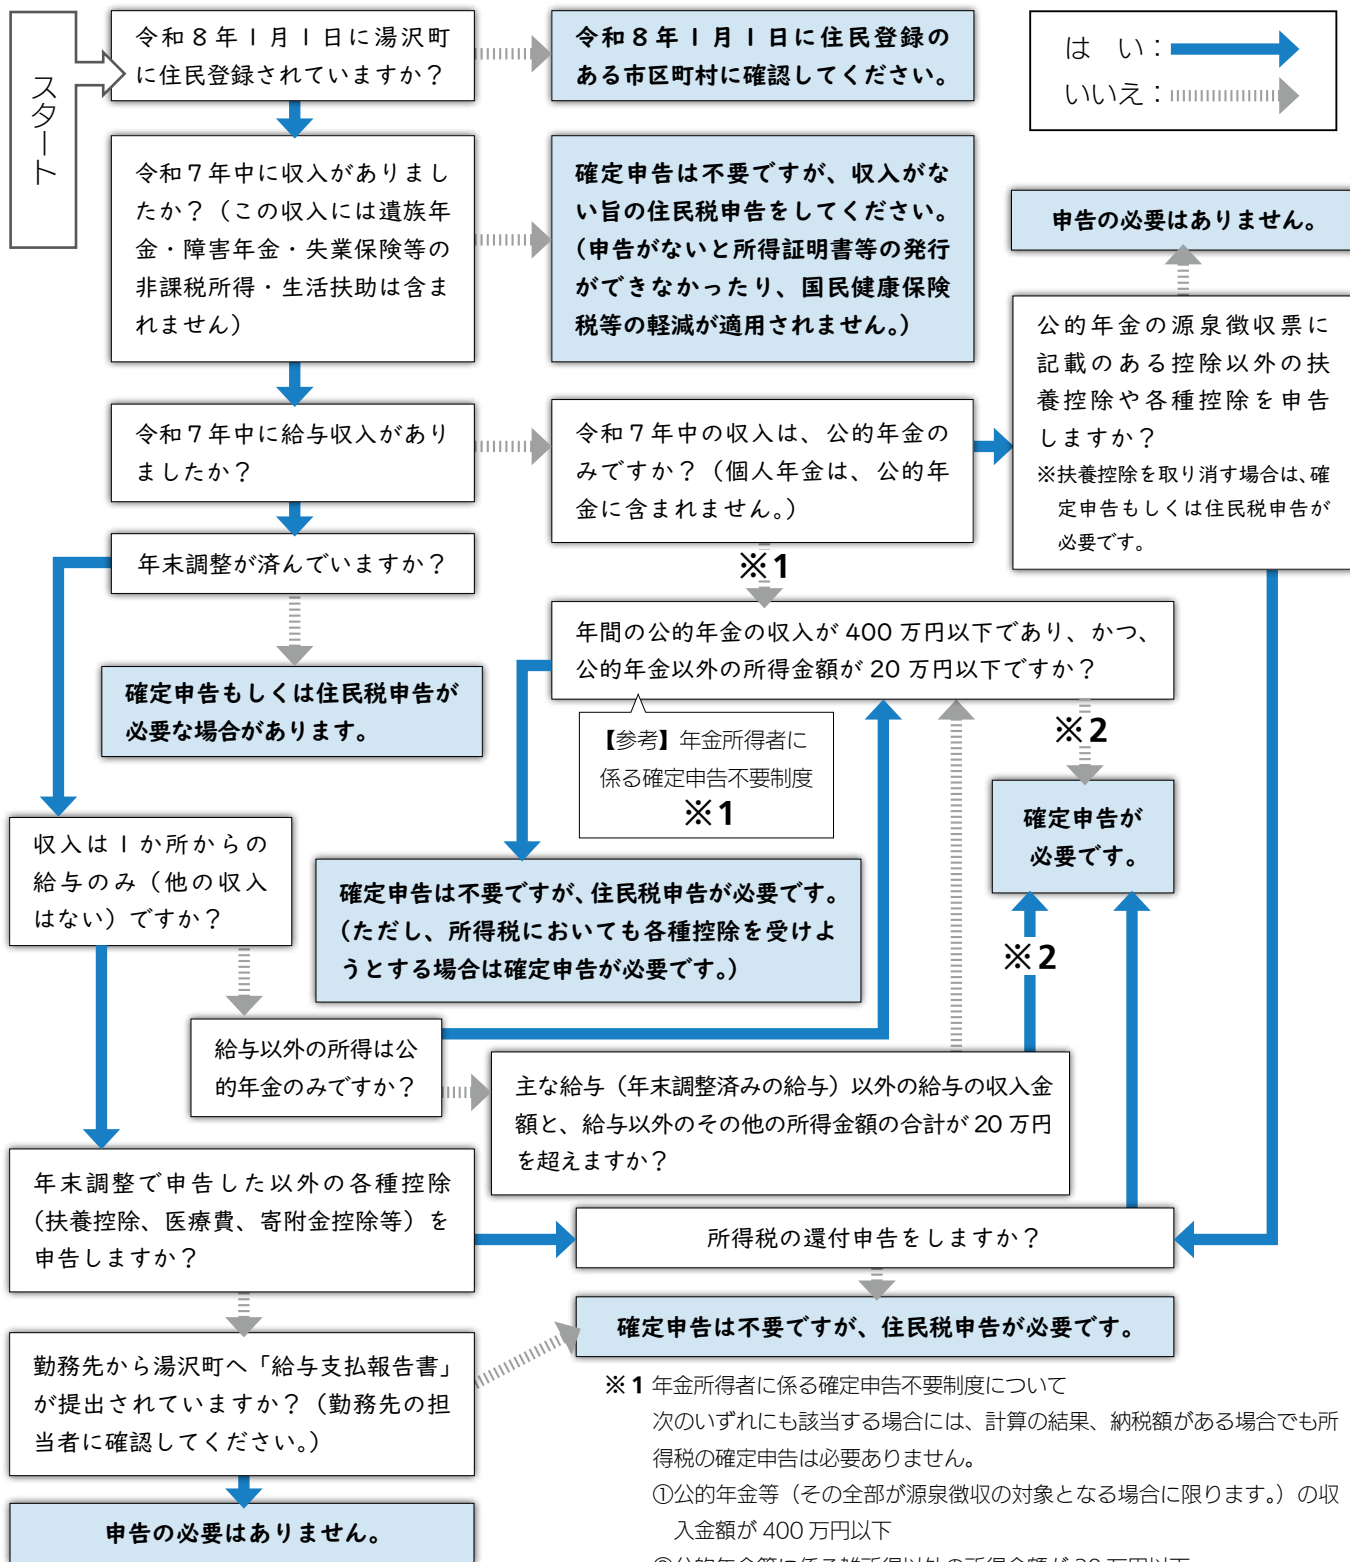 スタート
令和８年１月１日に湯沢町
に住民登録されていますか？
令和８年１月１日に住民登録の
ある市区町村に確認してください。
は　い：
いいえ：
令和７年中に収入がありまし
たか？（この収入には遺族年
金・障害年金・失業保険等の
非課税所得・生活扶助は含ま
れません）
確定申告は不要ですが、収入がな
い旨の住民税申告をしてください。
（申告がないと所得証明書等の発行
ができなかったり、国民健康保険
税等の軽減が適用されません。）
申告の必要はありません。
公的年金の源泉徴収票に
記載のある控除以外の扶
養控除や各種控除を申告
しますか？
※扶養控除を取り消す場合は、確
定申告もしくは住民税申告が
必要です。
令和７年中に給与収入があり
ましたか？
令和７年中の収入は、公的年金の
みですか？（個人年金は、公的年
金に含まれません。）
年末調整が済んでいますか？
※1
年間の公的年金の収入が 400 万円以下であり、かつ、
公的年金以外の所得金額が 20 万円以下ですか？
確定申告もしくは住民税申告が
必要な場合があります。
【参考】年金所得者に
係る確定申告不要制度
※1
※2
確定申告が
必要です。
収入は１か所からの
給与のみ（他の収入
はない）ですか？
確定申告は不要ですが、住民税申告が必要です。
（ただし、所得税においても各種控除を受けよ
うとする場合は確定申告が必要です。）
※2
給与以外の所得は公
的年金のみですか？
主な給与（年末調整済みの給与）以外の給与の収入金
額と、給与以外のその他の所得金額の合計が 20 万円
を超えますか？
年末調整で申告した以外の各種控除
（扶養控除、医療費、寄附金控除等）を
申告しますか？
所得税の還付申告をしますか？
確定申告は不要ですが、住民税申告が必要です。
勤務先から湯沢町へ「給与支払報告書」
が提出されていますか？（勤務先の担
当者に確認してください。）
申告の必要はありません。
※1 年金所得者に係る確定申告不要制度について
次のいずれにも該当する場合には、計算の結果、納税額がある場合でも所
得税の確定申告は必要ありません。
①公的年金等（その全部が源泉徴収の対象となる場合に限ります。）の収
入金額が 400 万円以下